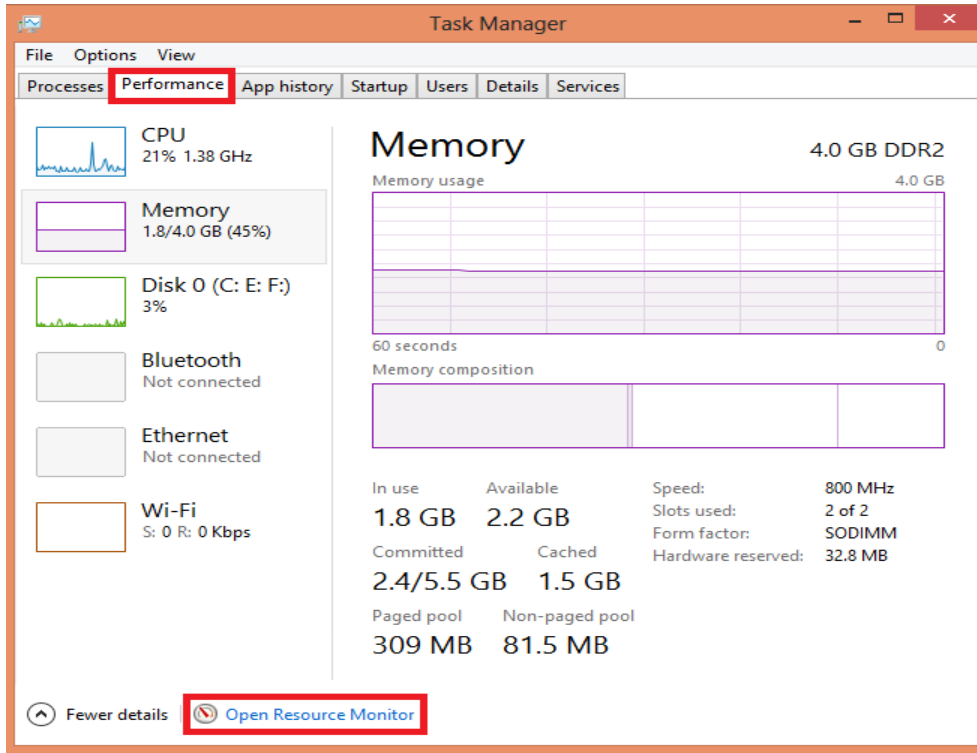 Task Manager
File Options View
Processes Performance App history Startup Users Details Services
CPU
21% 1.38 GHz
Memory
1.8/4.0 GB (45%)
Disk 0 (C: E: F:)
3%
Bluetooth
Not connected
Ethernet
Not connected
Wi-Fi
S: 0 R: 0 Kbps
Memory 4.0 GB DDR2
Memory usage 4.0 GB
60 seconds 0
Memory composition
In use Available
1.8 GB 2.2 GB
Committed Cached
2.4/5.5 GB 1.5 GB
Paged pool Non-paged pool
309 MB 81.5 MB
Speed: 800 MHz
Slots used: 2 of 2
Form factor: SODIMM
Hardware reserved: 32.8 MB
Fewer details Open Resource Monitor